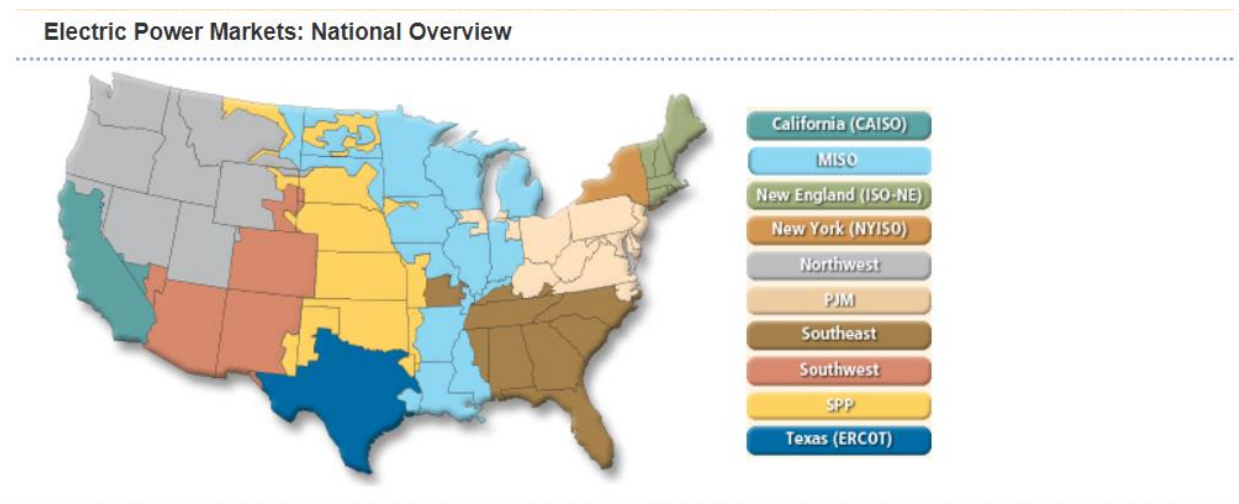 Electric Power Markets: National Overview
California (CAISO)
MISO
New England (ISO-NE)
New York (NYISO)
Northwest
PJM
Southeast
Southwest
SPP
Texas (ERCOT)